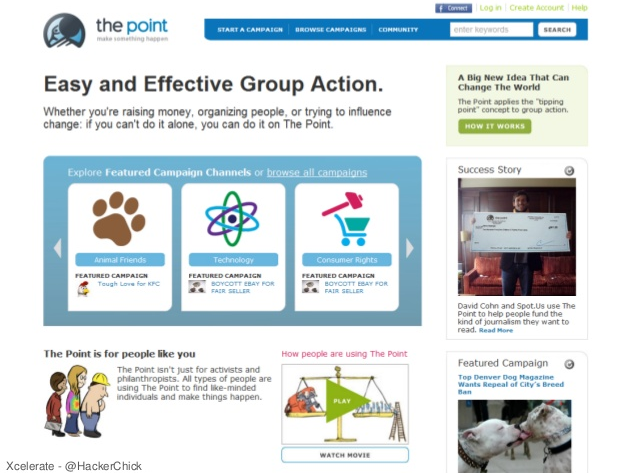 the point
make something happen
Connect | Log in | Create Account | Help
START A CAMPAIGN | BROWSE CAMPAIGNS | COMMUNITY
enter keywords
SEARCH
Easy and Effective Group Action.
Whether you're raising money, organizing people, or trying to influence
change: if you can't do it alone, you can do it on The Point.
A Big New Idea That Can
Change The World
The Point applies the "tipping
point" concept to group action.
HOW IT WORKS
Explore Featured Campaign Channels or browse all campaigns
Animal Friends
FEATURED CAMPAIGN
Tough Love for KFC
Technology
FEATURED CAMPAIGN
BOYCOTT EBAY FOR
FAIR SELLER
Consumer Rights
FEATURED CAMPAIGN
BOYCOTT EBAY FOR
FAIR SELLER
Success Story
David Cohn and Spot.Us use The
Point to help people fund the
kind of journalism they want to
read. Read More
The Point is for people like you
The Point isn't just for activists and
philanthropists. All types of people are
using The Point to find like-minded
individuals and make things happen.
How people are using The Point
PLAY
WATCH MOVIE
Featured Campaign
Top Denver Dog Magazine
Wants Repeal of City's Breed
Ban
Xcelerate - @HackerChick